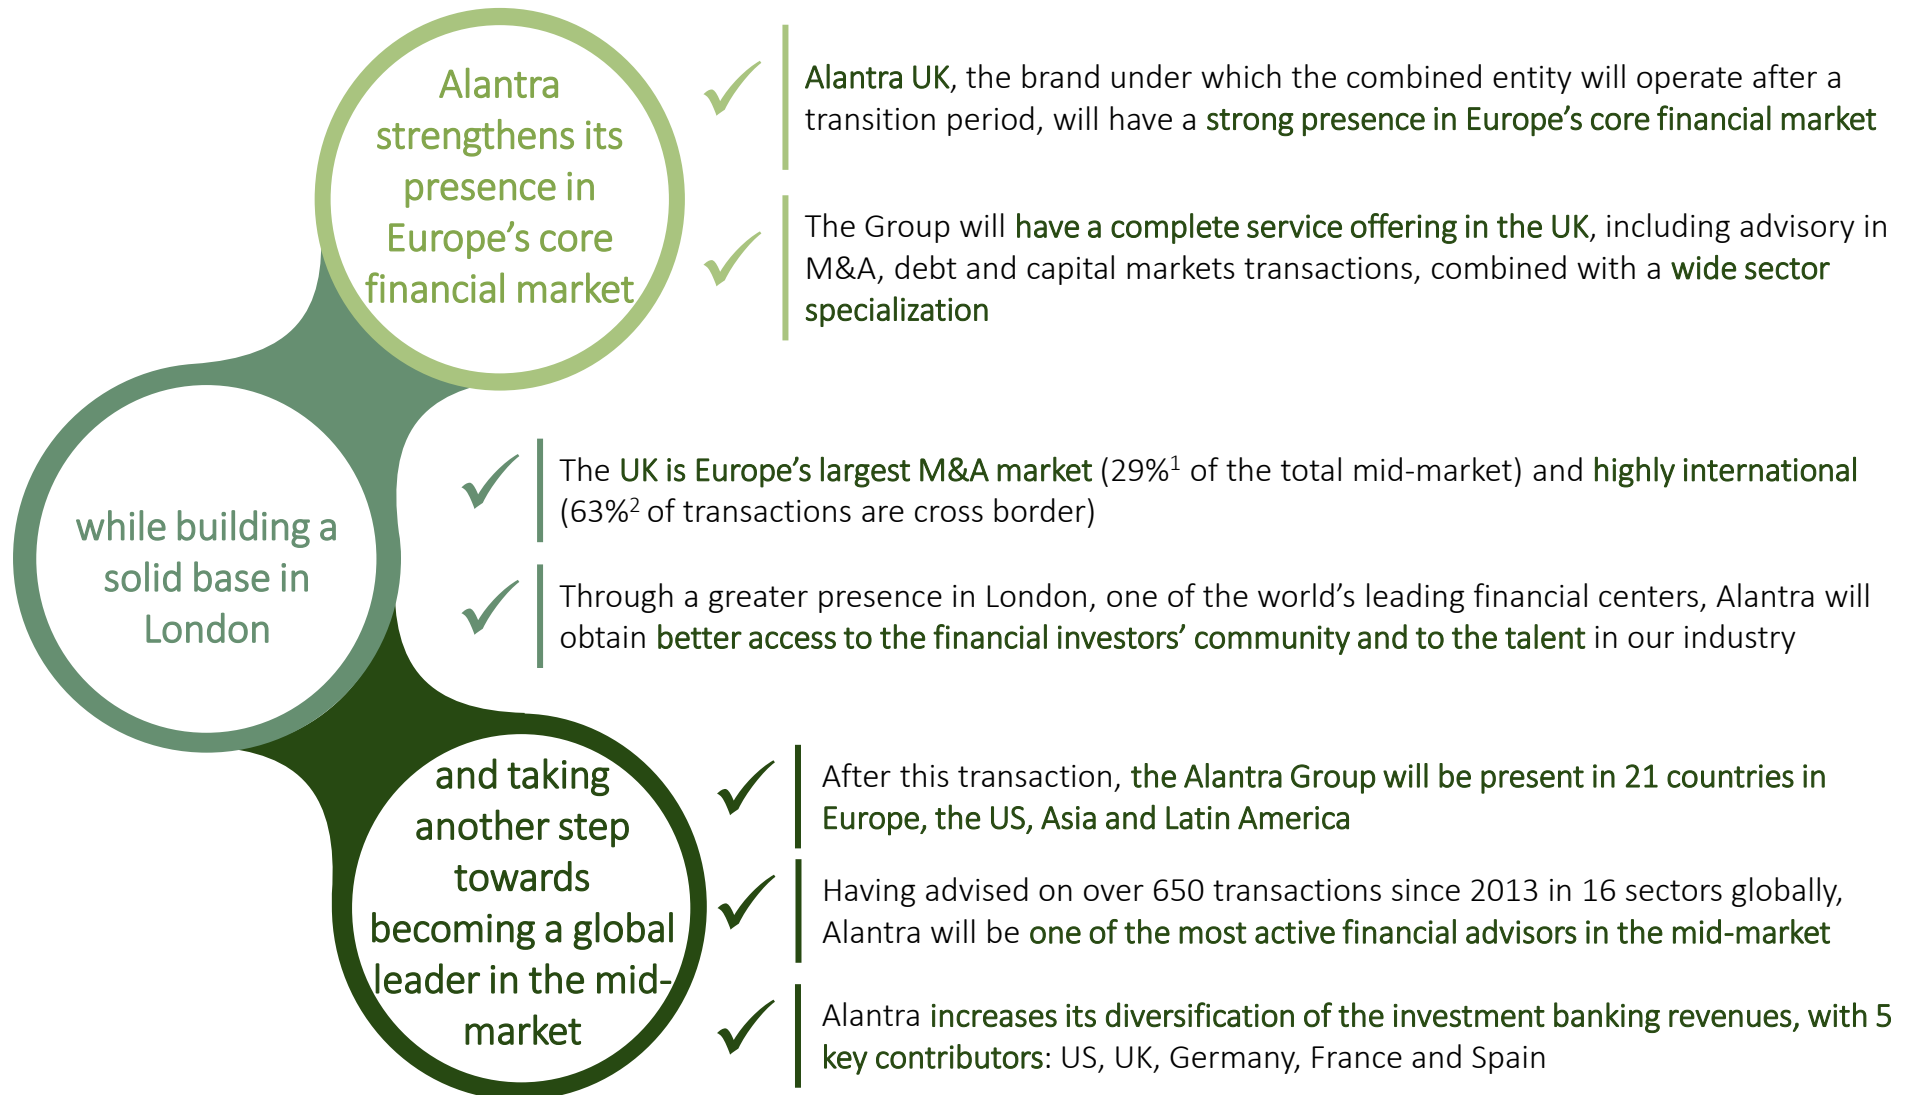 Alantra
strengthens its
presence in
Europe’s core
financial market
Alantra UK, the brand under which the combined entity will operate after a
transition period, will have a strong presence in Europe’s core financial market
The Group will have a complete service offering in the UK, including advisory in
M&A, debt and capital markets transactions, combined with a wide sector
specialization
while building a
solid base in
London
The UK is Europe’s largest M&A market (29%¹ of the total mid-market) and highly international
(63%² of transactions are cross border)
Through a greater presence in London, one of the world’s leading financial centers, Alantra will
obtain better access to the financial investors’ community and to the talent in our industry
and taking
another step
towards
becoming a global
leader in the mid-
market
After this transaction, the Alantra Group will be present in 21 countries in
Europe, the US, Asia and Latin America
Having advised on over 650 transactions since 2013 in 16 sectors globally,
Alantra will be one of the most active financial advisors in the mid-market
Alantra increases its diversification of the investment banking revenues, with 5
key contributors: US, UK, Germany, France and Spain